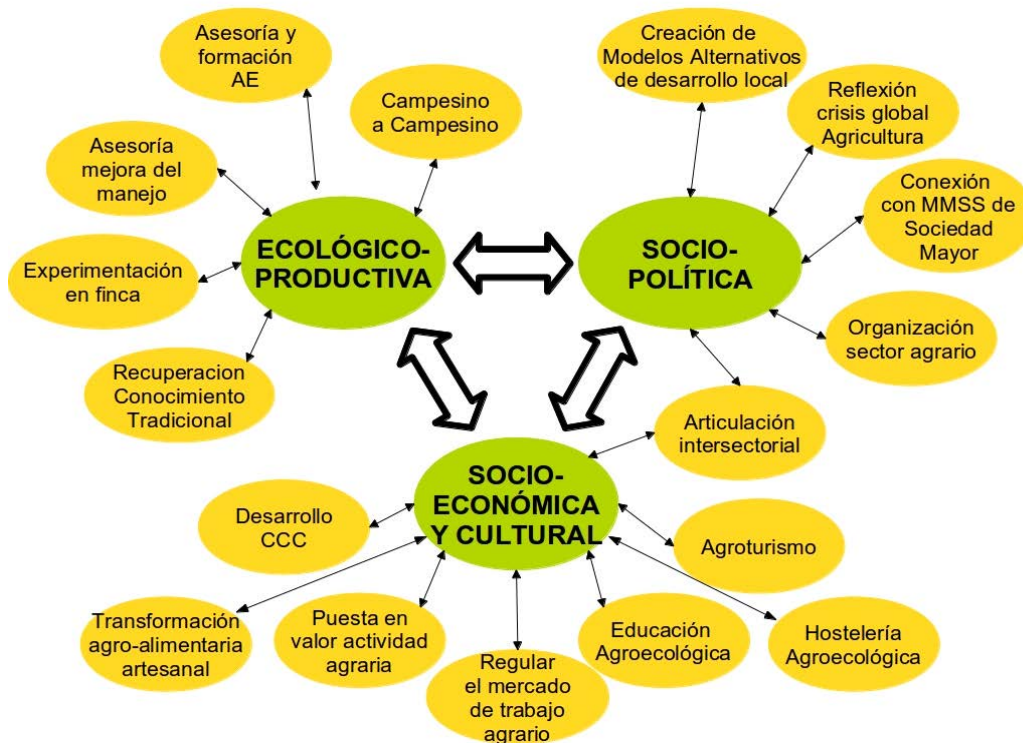 Asesoría y
formación
AE
Campesino
a Campesino
Asesoría
mejora del
manejo
Experimentación
en finca
Recuperacion
Conocimiento
Tradicional
ECOLÓGICO-
PRODUCTIVA
Creación de
Modelos Alternativos
de desarrollo local
Reflexión
crisis global
Agricultura
Conexión
con MMSS de
Sociedad
Mayor
SOCIO-
POLÍTICA
Organización
sector agrario
Articulación
intersectorial
SOCIO-
ECONÓMICA
Y CULTURAL
Desarrollo
CCC
Agroturismo
Transformación
agro-alimentaria
artesanal
Puesta en
valor actividad
agraria
Regular
el mercado
de trabajo
agrario
Educación
Agroecológica
Hostelería
Agroecológica